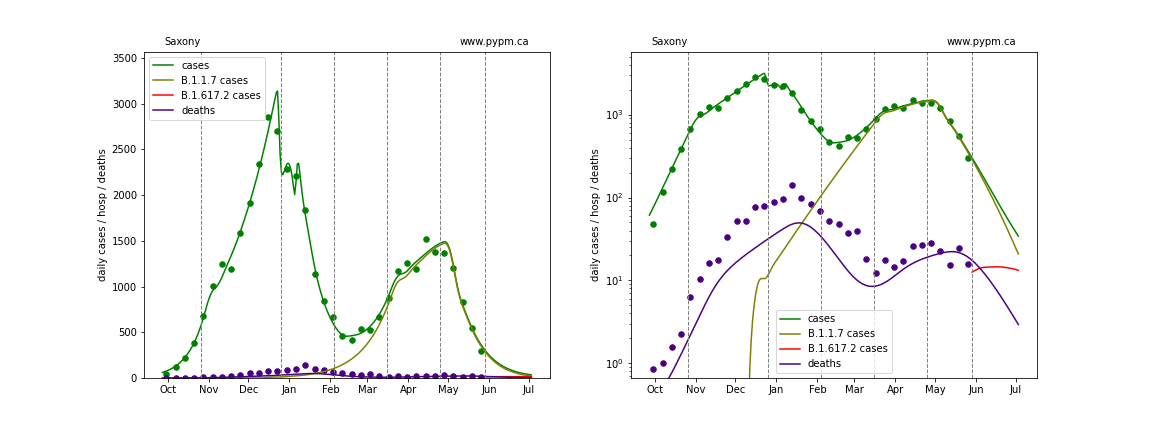 Saxony www.pypm.ca
cases
B.1.1.7 cases
B.1.617.2 cases
deaths
daily cases / hosp / deaths
3500
3000
2500
2000
1500
1000
500
0
Oct Nov Dec Jan Feb Mar Apr May Jun Jul
Saxony www.pypm.ca
daily cases / hosp / deaths
10³
10²
10¹
10⁰
cases
B.1.1.7 cases
B.1.617.2 cases
deaths
Oct Nov Dec Jan Feb Mar Apr May Jun Jul